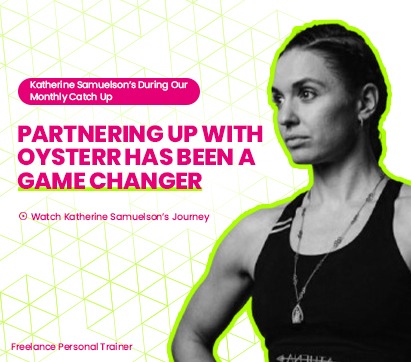 Katherine Samuelson's During Our
Monthly Catch Up
PARTNERING UP WITH
OYSTERR HAS BEEN A
GAME CHANGER
Watch Katherine Samuelson's Journey
Freelance Personal Trainer